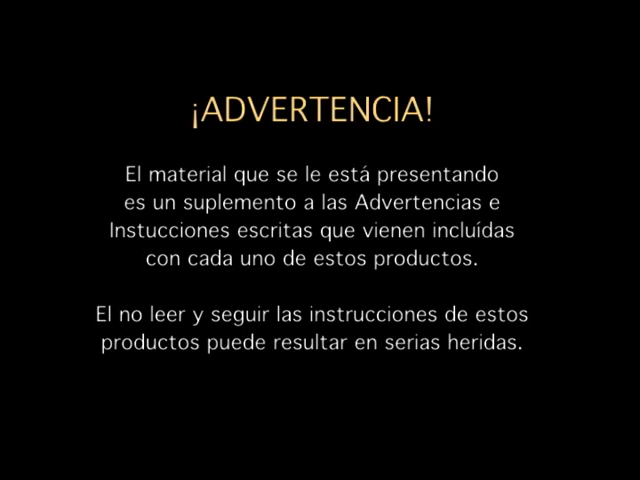 ¡ADVERTENCIA!
El material que se le está presentando
es un suplemento a las Advertencias e
Instucciones escritas que vienen incluídas
con cada uno de estos productos.
El no leer y seguir las instrucciones de estos
productos puede resultar en serias heridas.